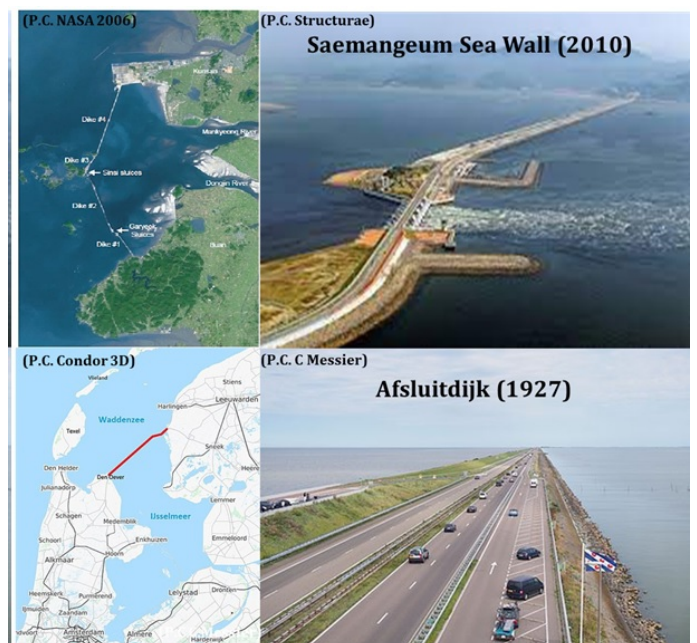 (P.C. NASA 2006)
Kunsan
Dike #4
Mankyeong River
Dike #3
Sinsi sluices
Dongjin River
Dike #2
Garyeok
Sluices
Dike #1
Buan
(P.C. Structurae)
Saemangeum Sea Wall (2010)
(P.C. Condor 3D)
Vlieland
Stiens
Waddenzee
Harlingen
Leeuwarden
Texel
Sneek
Heere
Den Helder
Den Oever
Julianadorp
IJsselmeer
Lemmer
Schagen
Medemblik
Schoorl
Enkhuizen
Emmeloord
Hoorn
Alkmaar
Heemskerk
Purmerend
Lelystad
Dronten
IJmuiden
Zaandam
Almere
Amsterdam
Harderwijk
(P.C. C Messier)
Afsluitdijk (1927)